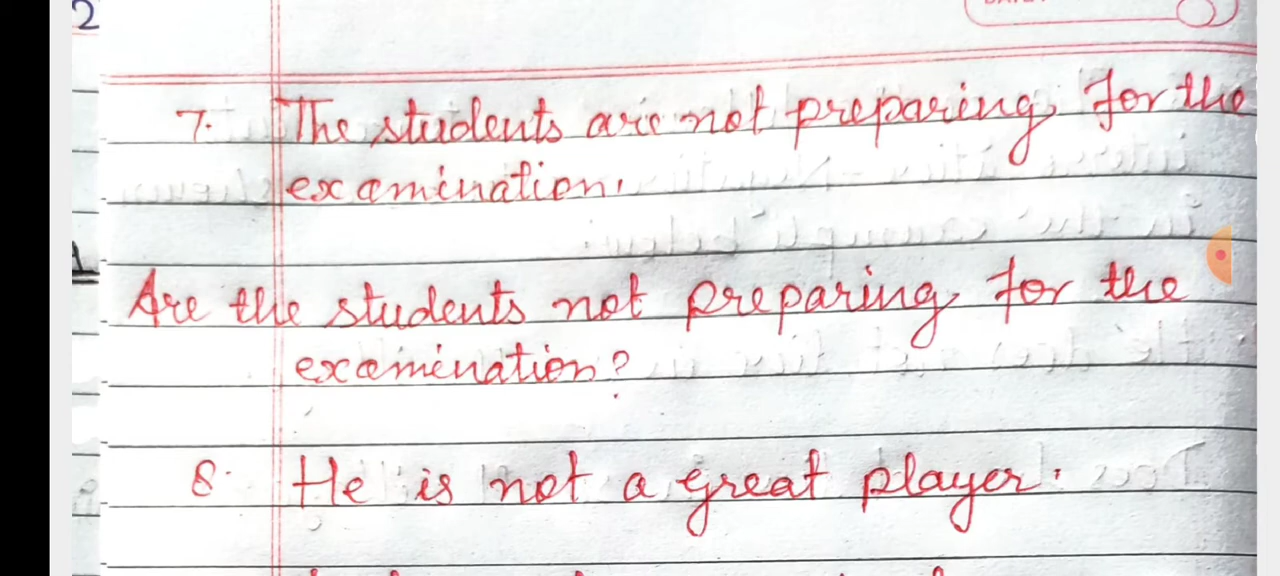 2
7. The students are not preparing for the
examination.
Are the students not preparing for the
examination?
8. He is not a great player.